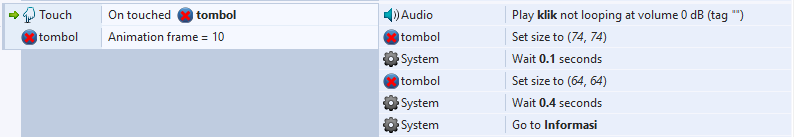 Touch On touched tombol
tombol Animation frame = 10
Audio Play klik not looping at volume 0 dB (tag "")
tombol Set size to (74, 74)
System Wait 0.1 seconds
tombol Set size to (64, 64)
System Wait 0.4 seconds
System Go to Informasi